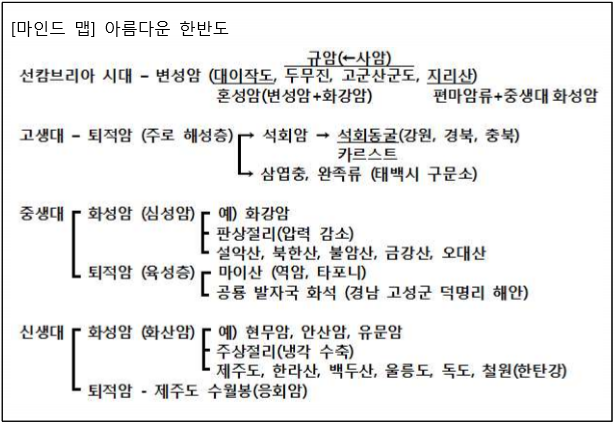 [마인드 맵] 아름다운 한반도
규암(←사암)
선캄브리아 시대 – 변성암 (대이작도, 두무진, 고군산군도, 지리산)
혼성암(변성암+화강암) 편마암류+중생대 화성암
고생대 – 퇴적암 (주로 해성층) → 석회암 → 석회동굴(강원, 경북, 충북)
카르스트
→ 삼엽충, 완족류 (태백시 구문소)
중생대 화성암 (심성암) 예) 화강암
판상절리(압력 감소)
설악산, 북한산, 불암산, 금강산, 오대산
퇴적암 (육성층) 마이산 (역암, 타포니)
공룡 발자국 화석 (경남 고성군 덕명리 해안)
신생대 화성암 (화산암) 예) 현무암, 안산암, 유문암
주상절리(냉각 수축)
제주도, 한라산, 백두산, 울릉도, 독도, 철원(한탄강)
퇴적암 - 제주도 수월봉(응회암)